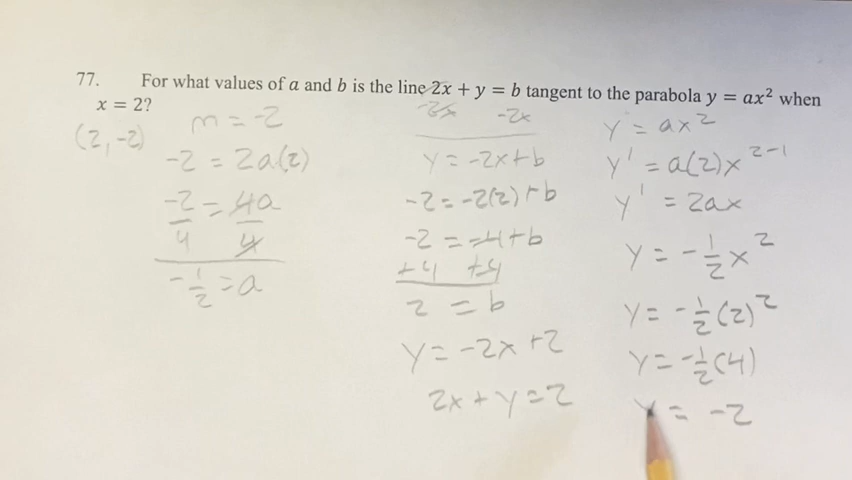 77. For what values of a and b is the line 2x + y = b tangent to the parabola y = ax² when
x = 2?
(2, -2)
m = -2
-2 = 2a(2)
-2 = 4a
4 4
-1/2 = a
-2x -2x
y = -2x+b
-2 = -2(2)+b
-2 = -4+b
+4 +4
2 = b
y = -2x+2
2x + y = 2
y = ax²
y' = a(2)x²⁻¹
y' = 2ax
y = -1/2 x²
y = -1/2 (2)²
y = -1/2 (4)
y = -2